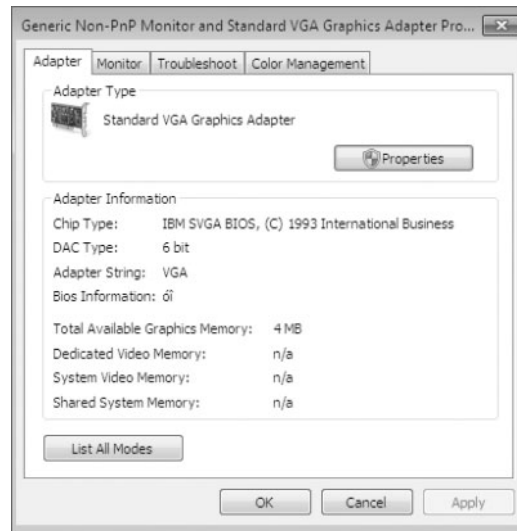 Generic Non-PnP Monitor and Standard VGA Graphics Adapter Pro...
Adapter Monitor Troubleshoot Color Management
Adapter Type
Standard VGA Graphics Adapter
Properties
Adapter Information
Chip Type: IBM SVGA BIOS, (C) 1993 International Business
DAC Type: 6 bit
Adapter String: VGA
Bios Information: óî
Total Available Graphics Memory: 4 MB
Dedicated Video Memory: n/a
System Video Memory: n/a
Shared System Memory: n/a
List All Modes
OK Cancel Apply